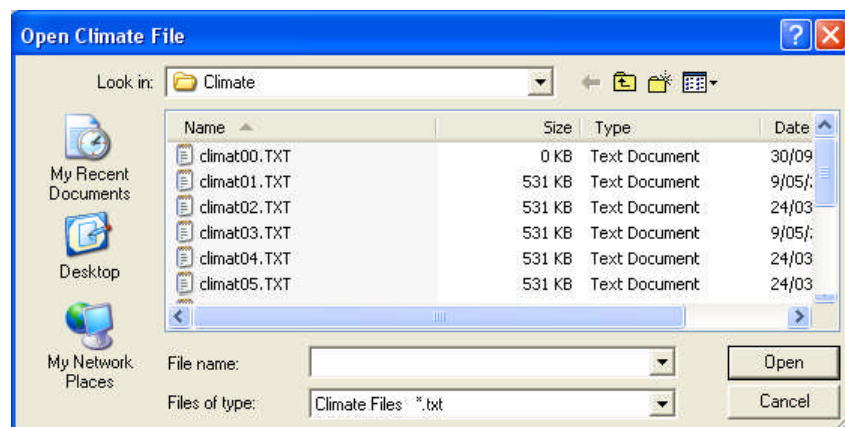 Open Climate File
Look in: Climate
Name Size Type Date
climat00.TXT 0 KB Text Document 30/09
climat01.TXT 531 KB Text Document 9/05/
climat02.TXT 531 KB Text Document 24/03
climat03.TXT 531 KB Text Document 9/05/
climat04.TXT 531 KB Text Document 24/03
climat05.TXT 531 KB Text Document 24/03
My Recent
Documents
Desktop
My Network
Places
File name:
Open
Files of type: Climate Files *.txt
Cancel